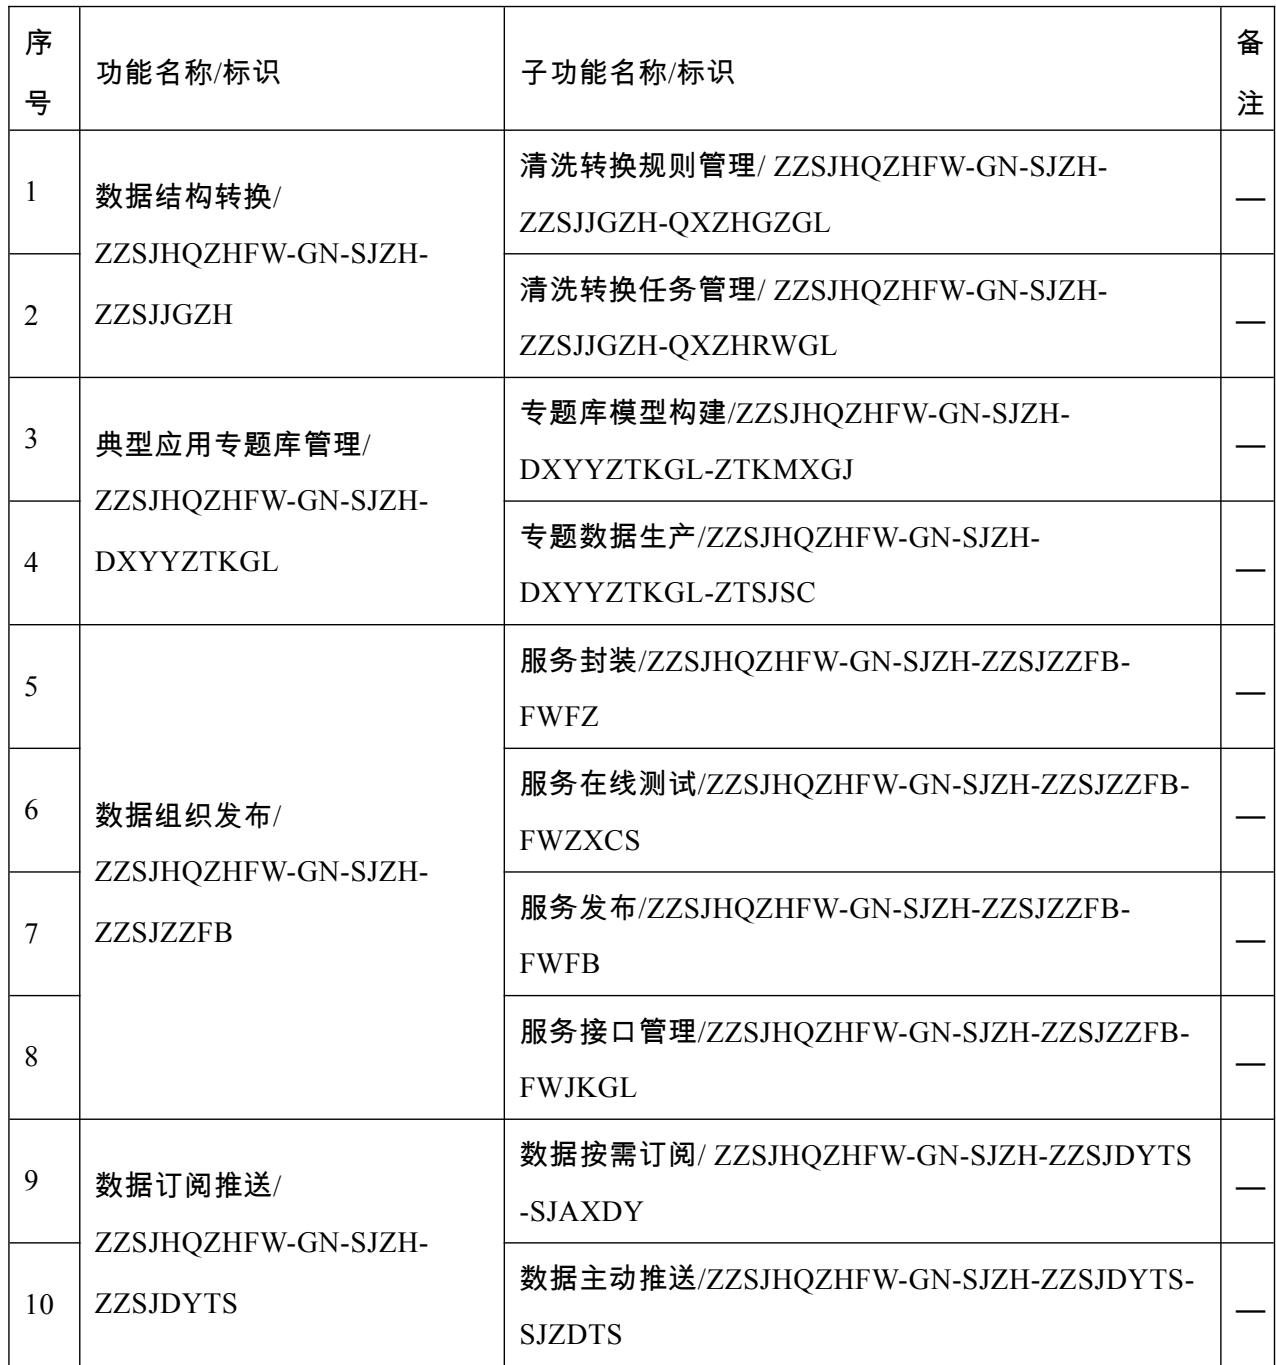 序号
功能名称/标识
子功能名称/标识
备注
1
数据结构转换/
ZZSJHQZHFW-GN-SJZH-
ZZSJJGZH
清洗转换规则管理/ ZZSJHQZHFW-GN-SJZH-
ZZSJJGZH-QXZHGZGL
—
2
清洗转换任务管理/ ZZSJHQZHFW-GN-SJZH-
ZZSJJGZH-QXZHRWGL
—
3
典型应用专题库管理/
ZZSJHQZHFW-GN-SJZH-
DXYYZTKGL
专题库模型构建/ZZSJHQZHFW-GN-SJZH-
DXYYZTKGL-ZTKMXGJ
—
4
专题数据生产/ZZSJHQZHFW-GN-SJZH-
DXYYZTKGL-ZTSJSC
—
5
数据组织发布/
ZZSJHQZHFW-GN-SJZH-
ZZSJZZFB
服务封装/ZZSJHQZHFW-GN-SJZH-ZZSJZZFB-
FWFZ
—
6
服务在线测试/ZZSJHQZHFW-GN-SJZH-ZZSJZZFB-
FWZXCS
—
7
服务发布/ZZSJHQZHFW-GN-SJZH-ZZSJZZFB-
FWFB
—
8
服务接口管理/ZZSJHQZHFW-GN-SJZH-ZZSJZZFB-
FWJKGL
—
9
数据订阅推送/
ZZSJHQZHFW-GN-SJZH-
ZZSJDYTS
数据按需订阅/ ZZSJHQZHFW-GN-SJZH-ZZSJDYTS
-SJAXDY
—
10
数据主动推送/ZZSJHQZHFW-GN-SJZH-ZZSJDYTS-
SJZDTS
—